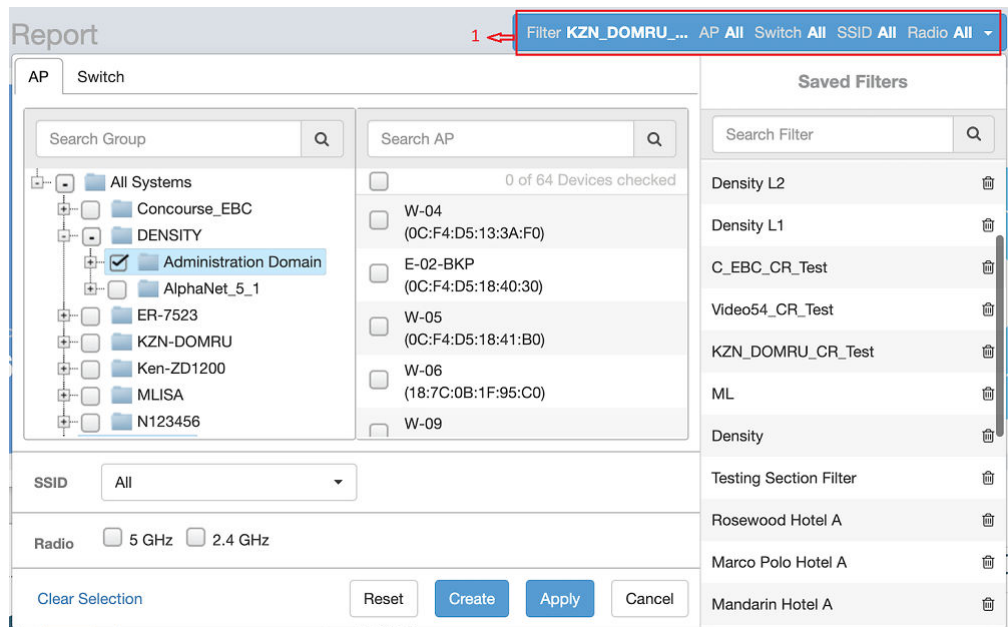 Report
1
Filter KZN_DOMRU_... AP All Switch All SSID All Radio All
AP Switch
Search Group
All Systems
Concourse_EBC
DENSITY
Administration Domain
AlphaNet_5_1
ER-7523
KZN-DOMRU
Ken-ZD1200
MLISA
N123456
Search AP
0 of 64 Devices checked
W-04
(0C:F4:D5:13:3A:F0)
E-02-BKP
(0C:F4:D5:18:40:30)
W-05
(0C:F4:D5:18:41:B0)
W-06
(18:7C:0B:1F:95:C0)
W-09
SSID All
Radio 5 GHz 2.4 GHz
Clear Selection Reset Create Apply Cancel
Saved Filters
Search Filter
Density L2
Density L1
C_EBC_CR_Test
Video54_CR_Test
KZN_DOMRU_CR_Test
ML
Density
Testing Section Filter
Rosewood Hotel A
Marco Polo Hotel A
Mandarin Hotel A